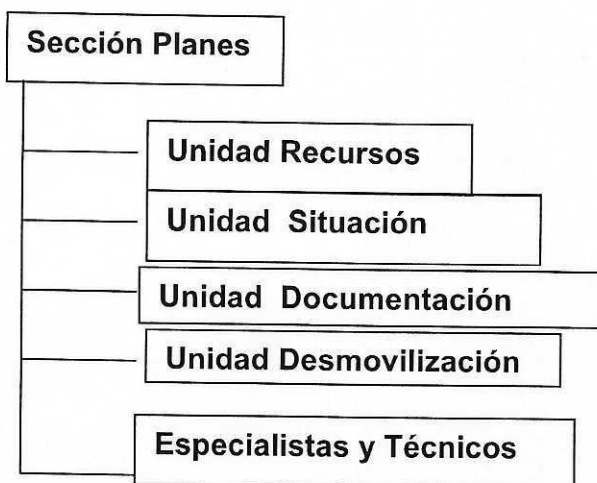 Sección Planes
Unidad Recursos
Unidad Situación
Unidad Documentación
Unidad Desmovilización
Especialistas y Técnicos